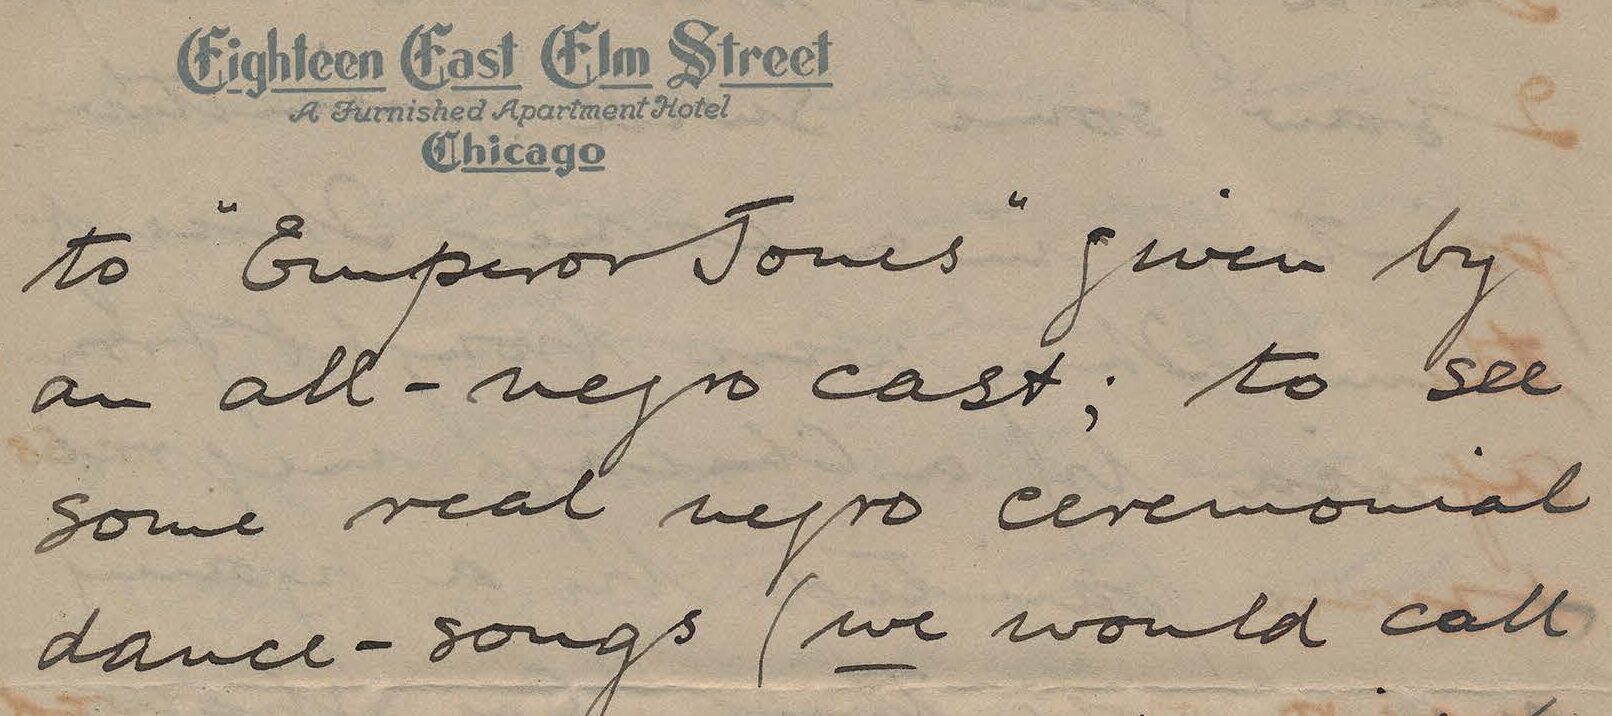 Eighteen East Elm Street
A Furnished Apartment Hotel
Chicago
to "Emperor Jones" given by
an all-negro cast; to see
some real negro ceremonial
dance-songs (we would call